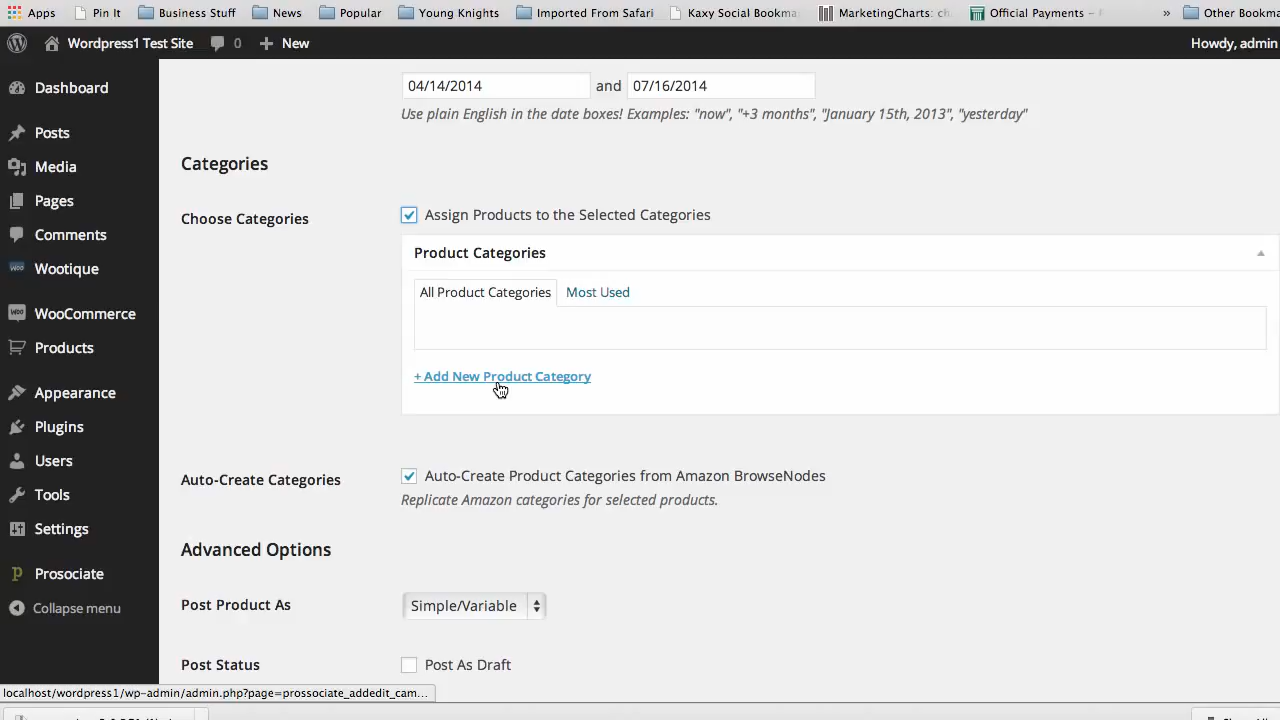 Apps Pin It Business Stuff News Popular Young Knights Imported From Safari Kaxy Social Bookma MarketingCharts: ch Official Payments – » Other Bookma
Wordpress1 Test Site 0 New Howdy, admin
04/14/2014 and 07/16/2014
Use plain English in the date boxes! Examples: "now", "+3 months", "January 15th, 2013", "yesterday"
Dashboard
Posts
Media
Pages
Comments
Wootique
WooCommerce
Products
Appearance
Plugins
Users
Tools
Settings
Prosociate
Collapse menu
Categories
Choose Categories
Assign Products to the Selected Categories
Product Categories
All Product Categories Most Used
+ Add New Product Category
Auto-Create Categories
Auto-Create Product Categories from Amazon BrowseNodes
Replicate Amazon categories for selected products.
Advanced Options
Post Product As Simple/Variable
Post Status Post As Draft
localhost/wordpress1/wp-admin/admin.php?page=prossociate_addedit_cam...